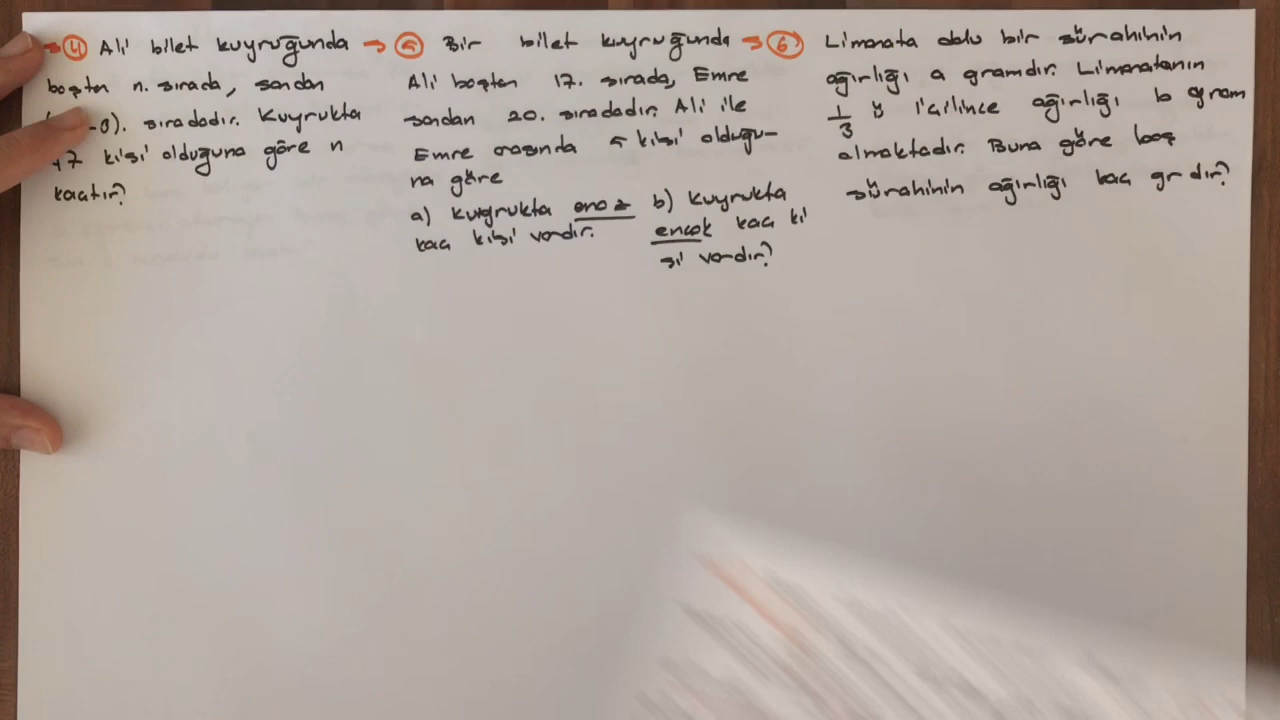 ④ Ali bilet kuyruğunda
baştan n. sırada, sondan
-8). sıradadır. Kuyrukta
47 kişi olduğuna göre n
kaçtır?
⑤ Bir bilet kuyruğunda
Ali baştan 17. sırada, Emre
sondan 20. sıradadır. Ali ile
Emre arasında 5 kişi olduğu-
na göre
a) kuyrukta en az
kaç kişi vardır.
b) kuyrukta
ençok kaç ki
şi vardır?
⑥ Limonata dolu bir sürahinin
ağırlığı a gramdır. Limonatanın
1/3 ü içilince ağırlığı b gram
olmaktadır. Buna göre boş
sürahinin ağırlığı kaç gr dır?